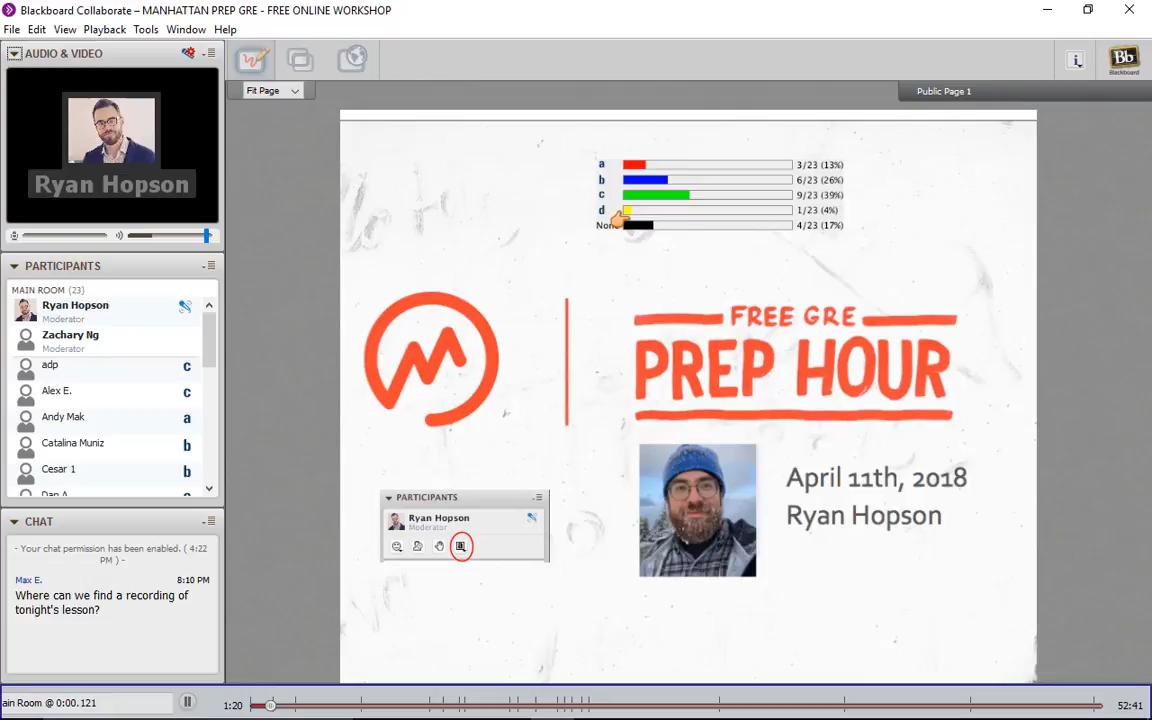 Blackboard Collaborate – MANHATTAN PREP GRE - FREE ONLINE WORKSHOP
File Edit View Playback Tools Window Help
AUDIO & VIDEO
Ryan Hopson
PARTICIPANTS
MAIN ROOM (23)
Ryan Hopson
Moderator
Zachary Ng
Moderator
adp c
Alex E. c
Andy Mak a
Catalina Muniz b
Cesar 1 b
Dan A.
CHAT
- Your chat permission has been enabled. ( 4:22
PM ) -
Max E. 8:10 PM
Where can we find a recording of
tonight's lesson?
Bb
Blackboard
Fit Page
Public Page 1
a 3/23 (13%)
b 6/23 (26%)
c 9/23 (39%)
d 1/23 (4%)
4/23 (17%)
FREE GRE
PREP HOUR
PARTICIPANTS
Ryan Hopson
Moderator
April 11th, 2018
Ryan Hopson
ain Room @ 0:00.121
1:20
52:41